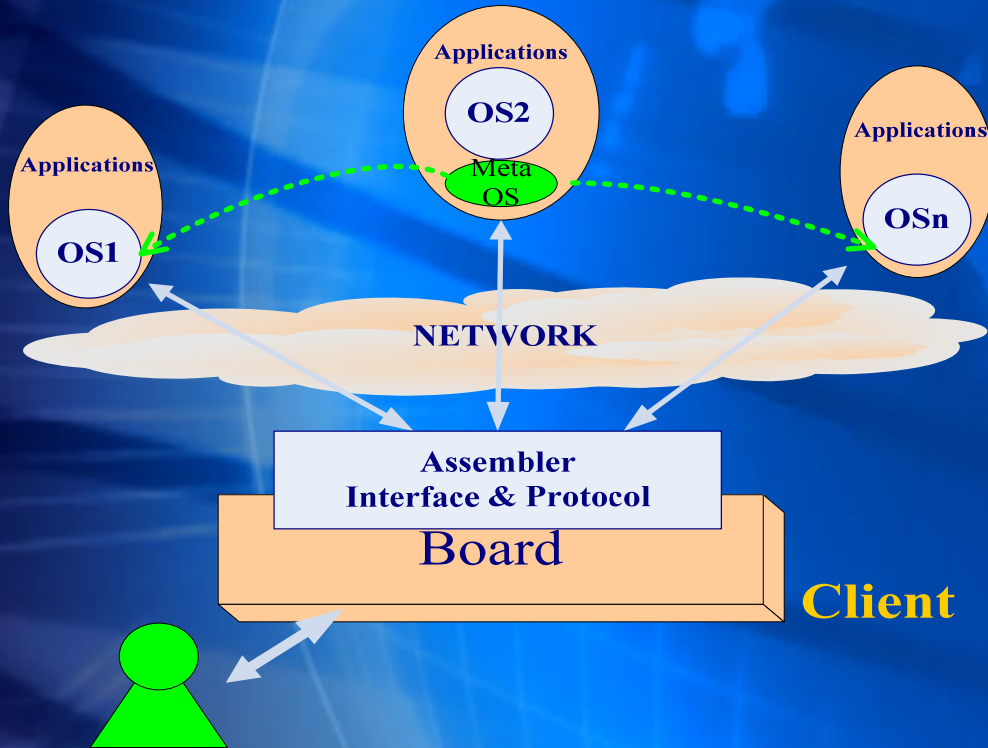 Applications
OS2
Meta
OS
Applications
OS1
Applications
OSn
NETWORK
Assembler
Interface & Protocol
Board
Client